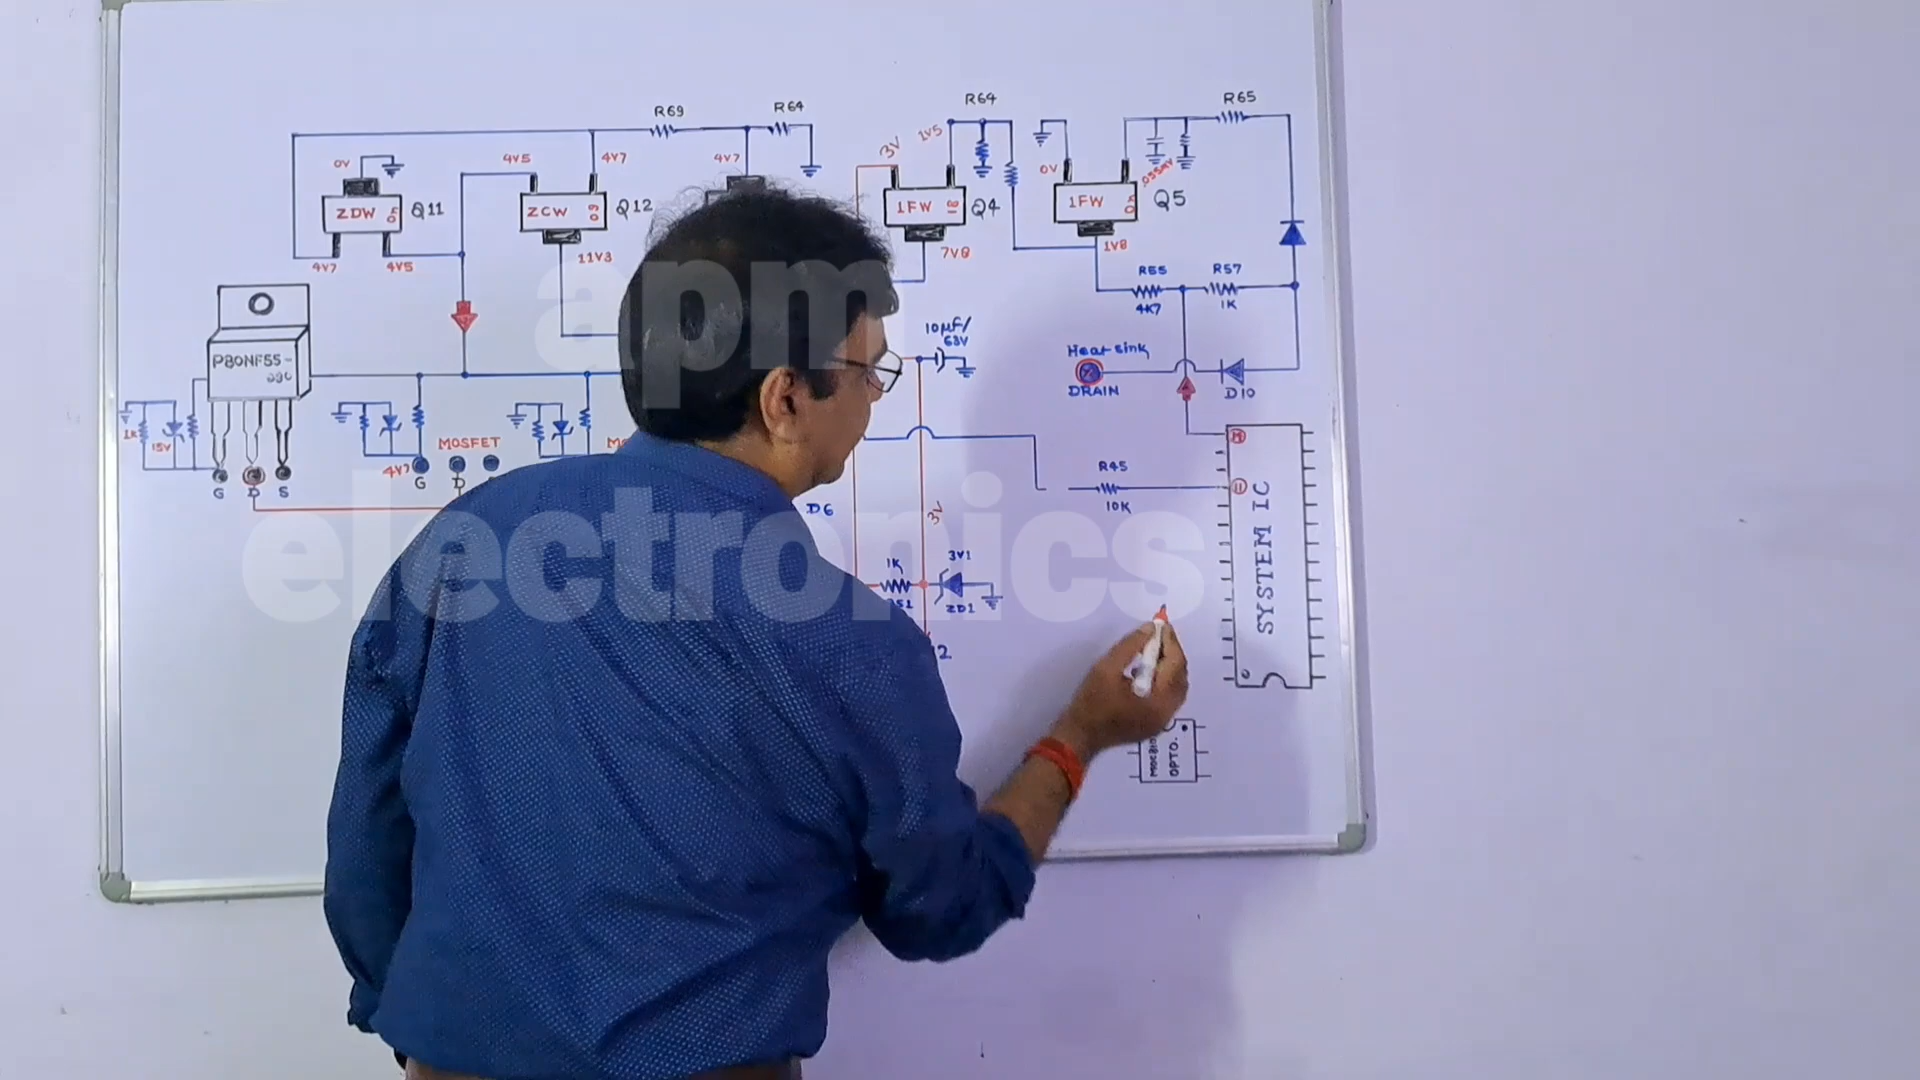 R69
R64
R64
R65
0V
4V5
4V7
4V7
3V
1V5
0V
.055MV
ZDW
Q11
ZCW
Q12
1FW
Q4
1FW
Q5
4V7
4V5
11V3
7V8
1V8
R55
R57
4K7
1K
P80NF55-
10µF/
63V
Heat sink
DRAIN
D10
1K
15V
MOSFET
4V7
G
D
G
D
S
R45
10K
D6
3V
1K
3V1
ZD1
SYSTEM IC
OPTO.
apm
electronics